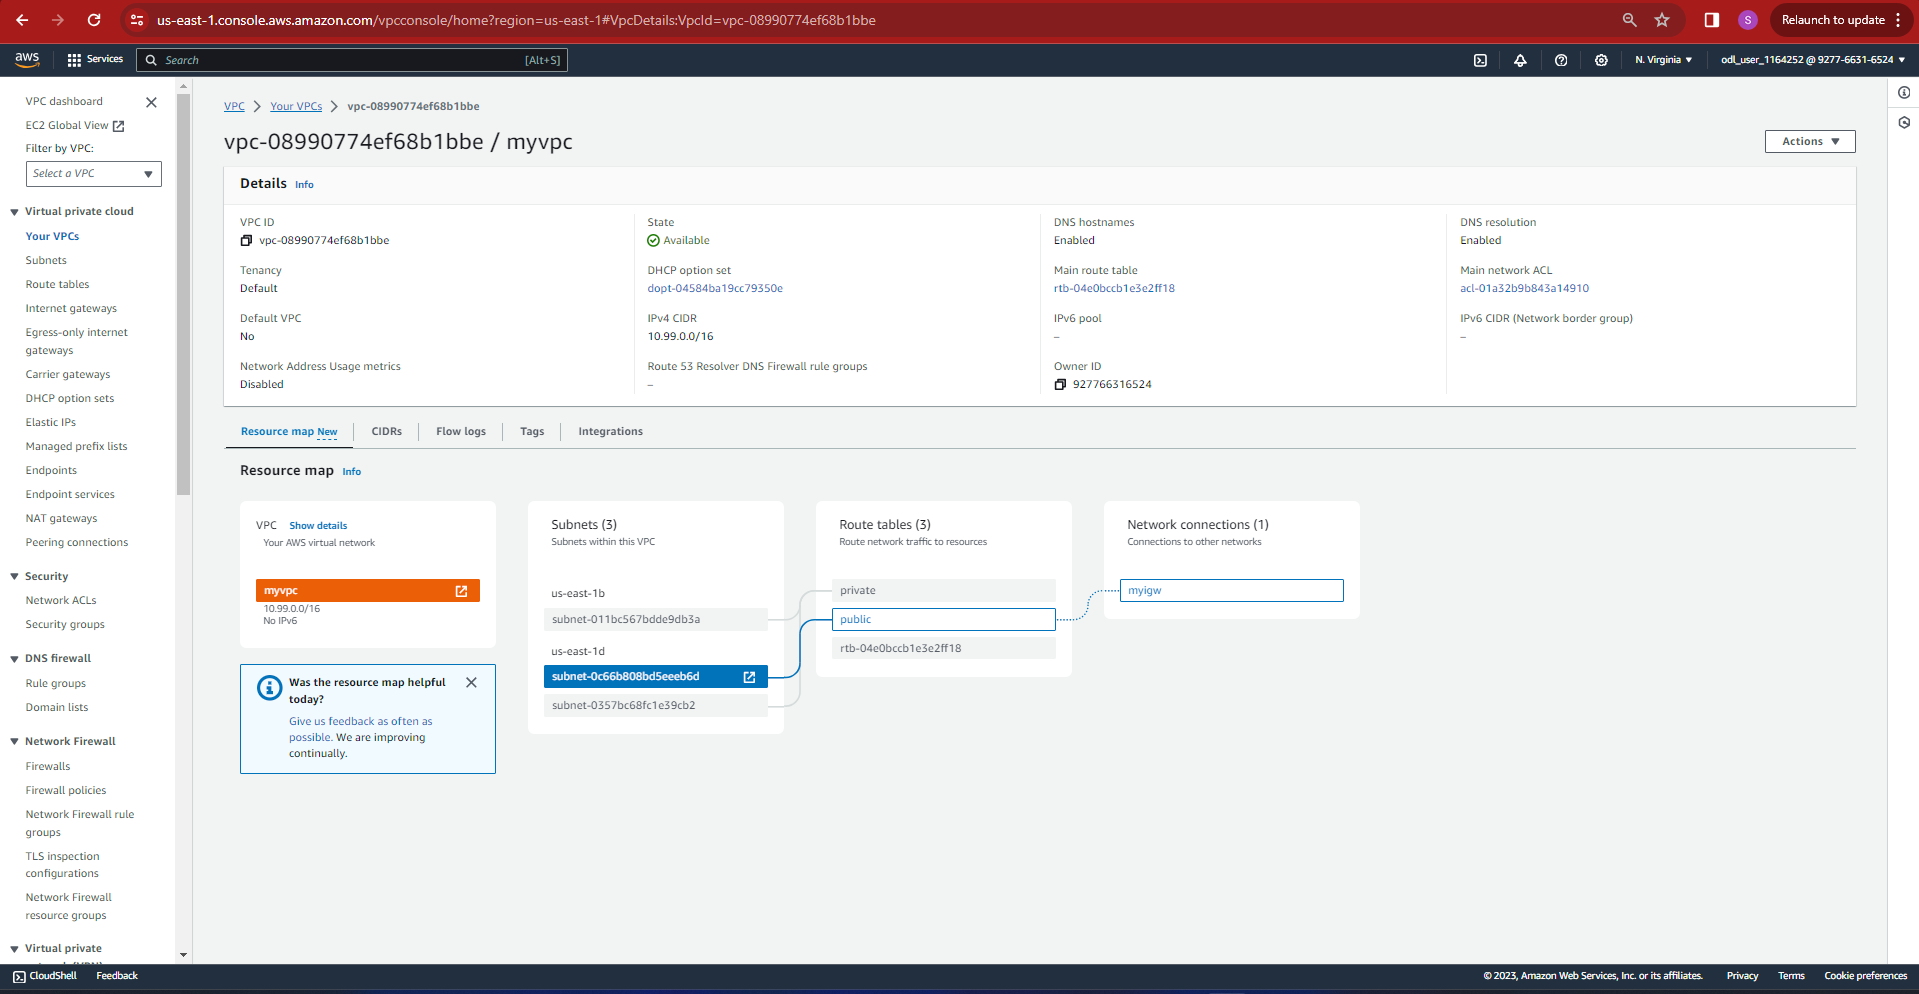 us-east-1.console.aws.amazon.com/vpcconsole/home?region=us-east-1#VpcDetails:VpcId=vpc-08990774ef68b1bbe
S
Relaunch to update
aws
Services
Search
[Alt+S]
N. Virginia
odl_user_1164252 @ 9277-6631-6524
VPC dashboard
EC2 Global View
Filter by VPC:
Select a VPC
Virtual private cloud
Your VPCs
Subnets
Route tables
Internet gateways
Egress-only internet
gateways
Carrier gateways
DHCP option sets
Elastic IPs
Managed prefix lists
Endpoints
Endpoint services
NAT gateways
Peering connections
Security
Network ACLs
Security groups
DNS firewall
Rule groups
Domain lists
Network Firewall
Firewalls
Firewall policies
Network Firewall rule
groups
TLS inspection
configurations
Network Firewall
resource groups
Virtual private
VPC
Your VPCs
vpc-08990774ef68b1bbe
vpc-08990774ef68b1bbe / myvpc
Actions
Details Info
VPC ID
vpc-08990774ef68b1bbe
State
Available
DNS hostnames
Enabled
DNS resolution
Enabled
Tenancy
Default
DHCP option set
dopt-04584ba19cc79350e
Main route table
rtb-04e0bccb1e3e2ff18
Main network ACL
acl-01a32b9b843a14910
Default VPC
No
IPv4 CIDR
10.99.0.0/16
IPv6 pool
–
IPv6 CIDR (Network border group)
–
Network Address Usage metrics
Disabled
Route 53 Resolver DNS Firewall rule groups
–
Owner ID
927766316524
Resource map New
CIDRs
Flow logs
Tags
Integrations
Resource map Info
VPC Show details
Your AWS virtual network
myvpc
10.99.0.0/16
No IPv6
Was the resource map helpful
today?
Give us feedback as often as
possible. We are improving
continually.
Subnets (3)
Subnets within this VPC
us-east-1b
subnet-011bc567bdde9db3a
us-east-1d
subnet-0c66b808bd5eeeb6d
subnet-0357bc68fc1e39cb2
Route tables (3)
Route network traffic to resources
private
public
rtb-04e0bccb1e3e2ff18
Network connections (1)
Connections to other networks
myigw
CloudShell
Feedback
© 2023, Amazon Web Services, Inc. or its affiliates.
Privacy
Terms
Cookie preferences